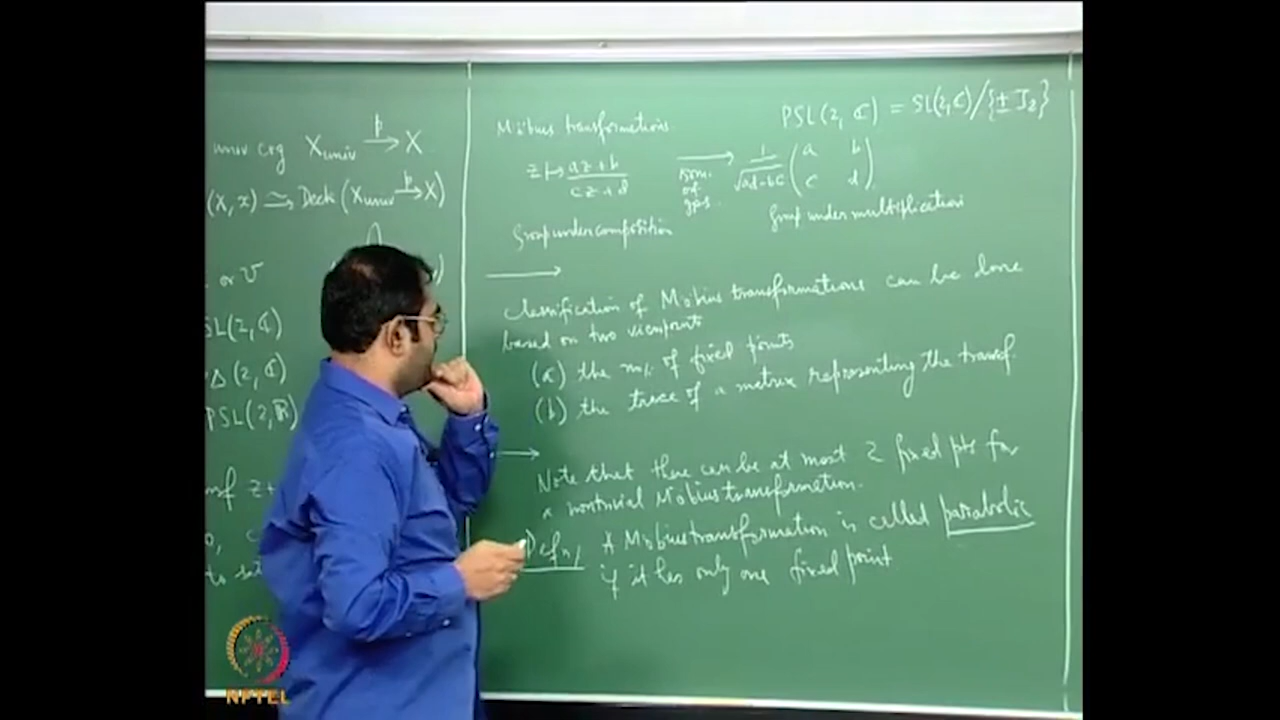 univ crg X_univ →^p X
(X, x) ≅ Deck (X_univ →^p X)
or V
SL(2, ℂ)
Δ(2, ℂ)
PSL(2, ℝ)
PSL(2, ℂ) = SL(2, ℂ)/{± I₂}
Möbius transformations
z ↦ (az+b)/(cz+d) → isom. of gps. 1/√(ad-bc) (a b; c d)
Group under composition
Group under multiplication
→
Classification of Möbius transformations can be done
based on two viewpoints
(a) the no/. of fixed points
(b) the trace of a matrix representing the transf.
→ Note that there can be at most 2 fixed pts for
a nontrivial Möbius transformation.
Defn/ A Möbius transformation is called parabolic
if it has only one fixed point
NPTEL